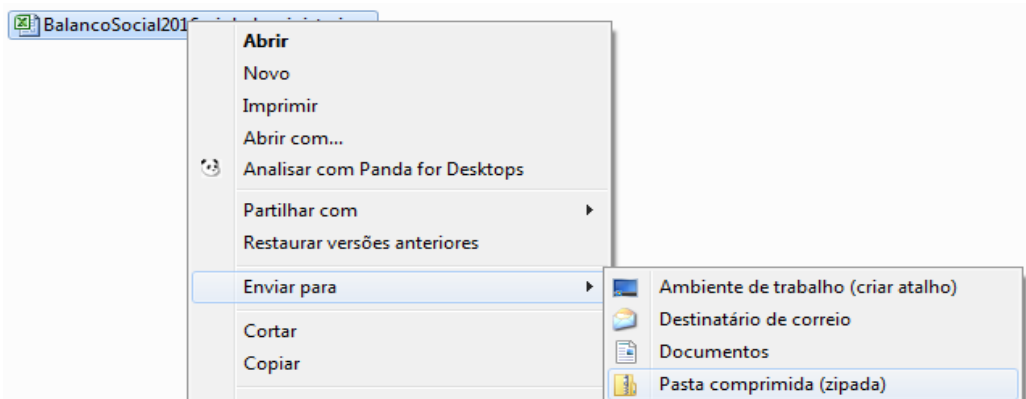 BalancoSocial201
Abrir
Novo
Imprimir
Abrir com...
Analisar com Panda for Desktops
Partilhar com
Restaurar versões anteriores
Enviar para
Ambiente de trabalho (criar atalho)
Destinatário de correio
Cortar
Documentos
Copiar
Pasta comprimida (zipada)